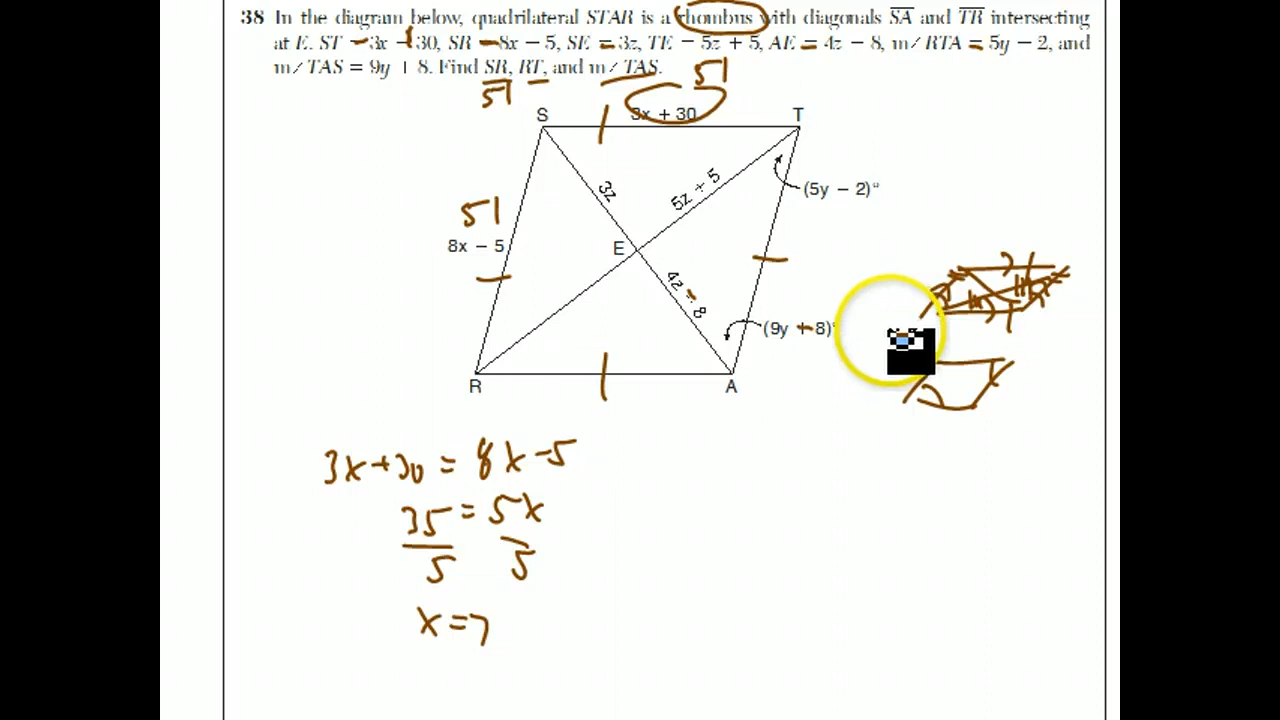 38 In the diagram below, quadrilateral STAR is a rhombus with diagonals SA and TR intersecting
at E. ST = 3x + 30, SR = 8x − 5, SE = 3z, TE = 5z + 5, AE = 4z − 8, m∠RTA = 5y − 2, and
m∠TAS = 9y + 8. Find SR, RT, and m∠TAS.
51
51
S
3x + 30
T
3z
5z + 5
(5y − 2)°
51
8x − 5
E
4z − 8
(9y + 8)°
R
A
3x+30 = 8x-5
35 = 5x
5 5
x=7